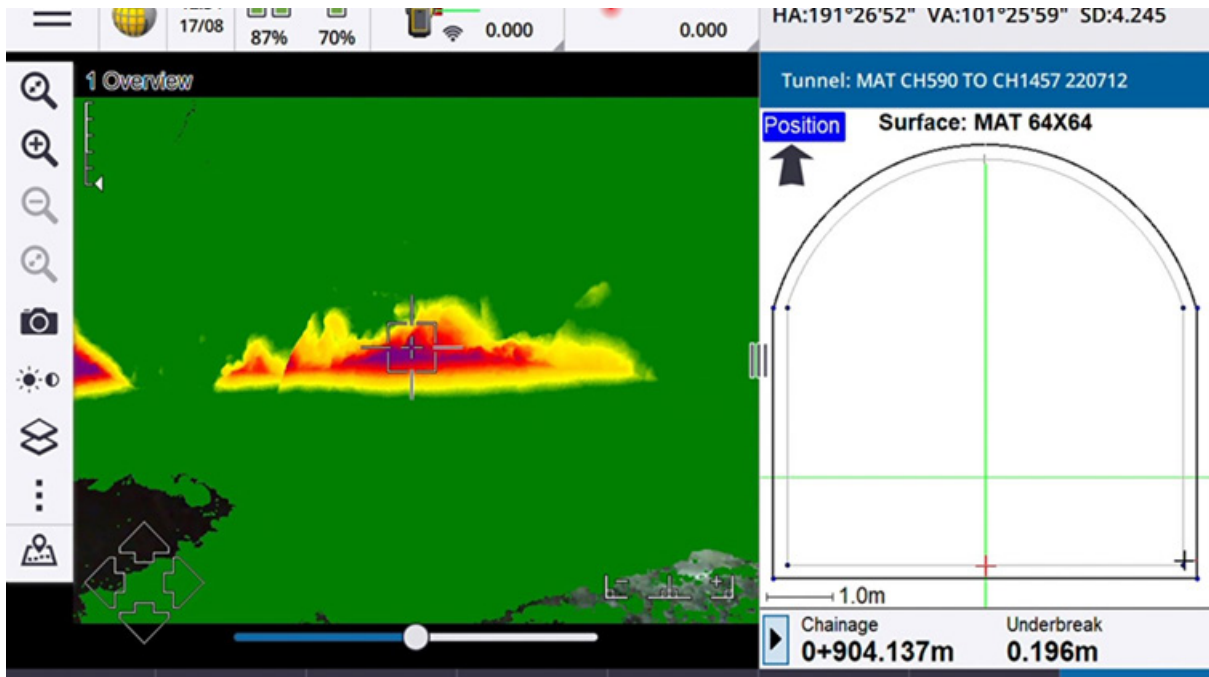 17/08
87%
70%
0.000
0.000
HA:191°26'52" VA:101°25'59" SD:4.245
1 Overview
Tunnel: MAT CH590 TO CH1457 220712
Position
Surface: MAT 64X64
1.0m
Chainage
Underbreak
0+904.137m
0.196m